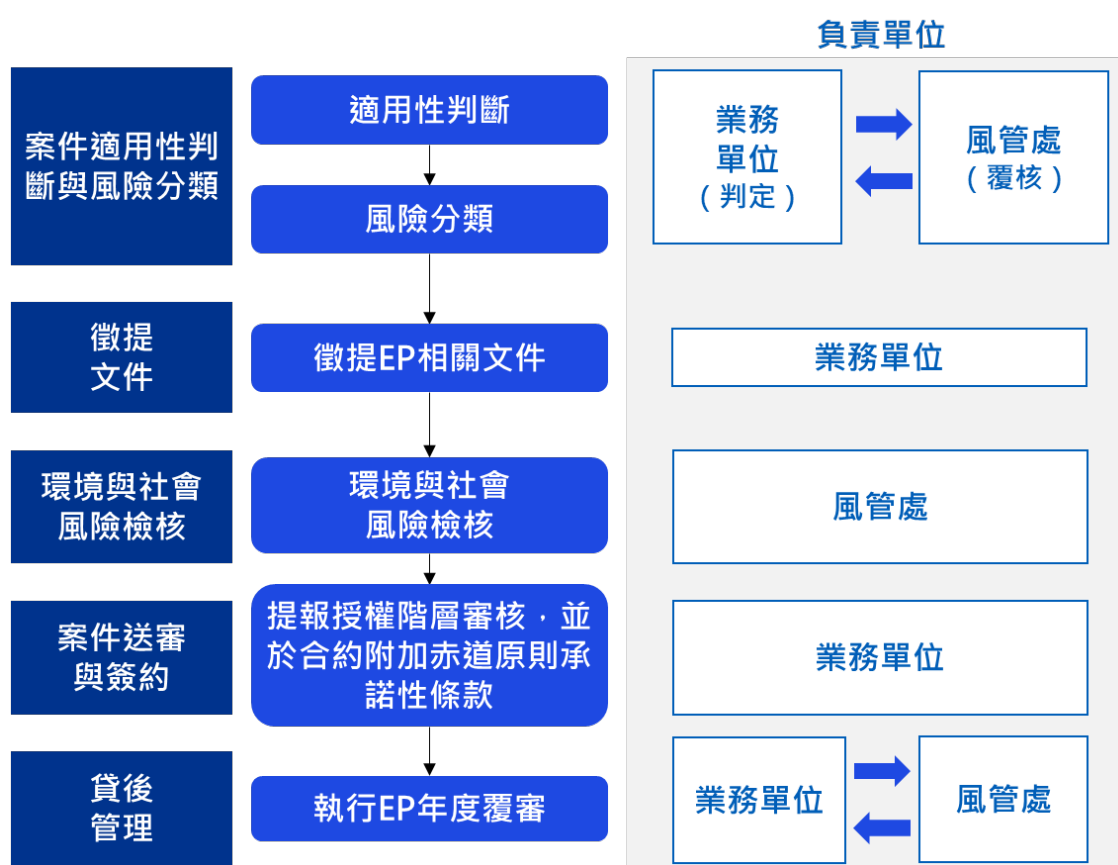 負責單位
案件適用性判
斷與風險分類
適用性判斷
風險分類
業務
單位
(判定)
風管處
(覆核)
徵提
文件
徵提EP相關文件
業務單位
環境與社會
風險檢核
環境與社會
風險檢核
風管處
案件送審
與簽約
提報授權階層審核，並
於合約附加赤道原則承
諾性條款
業務單位
貸後
管理
執行EP年度覆審
業務單位
風管處